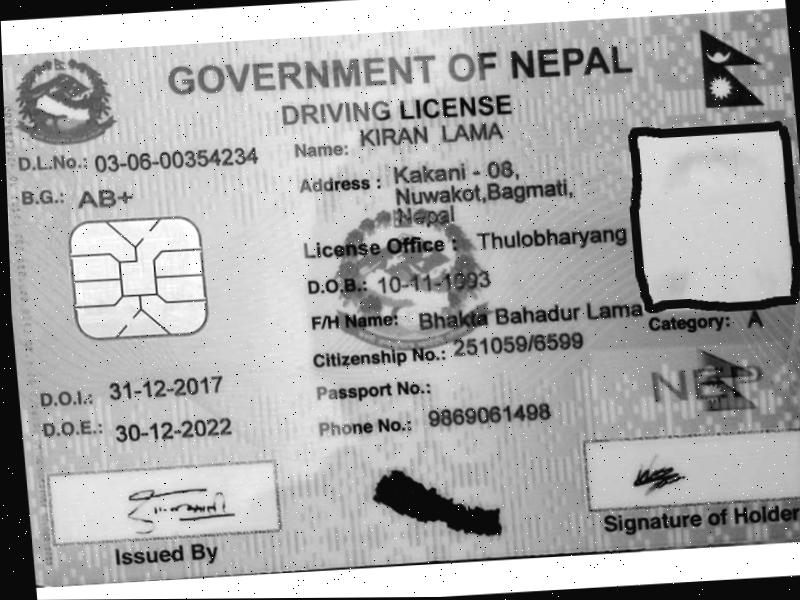 GOVERNMENT OF NEPAL
DRIVING LICENSE
D.L.No.: 03-06-00354234
Name: KIRAN LAMA
B.G.: AB+
Address : Kakani - 08,
Nuwakot,Bagmati,
Nepal
License Office : Thulobharyang
D.O.B.: 10-11-1993
F/H Name: Bhakta Bahadur Lama
Category: A
Citizenship No.: 251059/6599
D.O.I.: 31-12-2017
Passport No.:
NEP
D.O.E.: 30-12-2022
Phone No.: 9869061498
Issued By
Signature of Holder